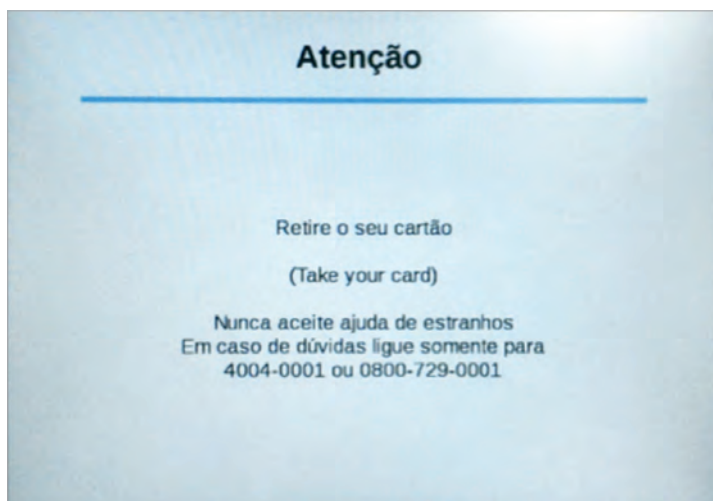 Atenção
Retire o seu cartão
(Take your card)
Nunca aceite ajuda de estranhos
Em caso de dúvidas ligue somente para
4004-0001 ou 0800-729-0001